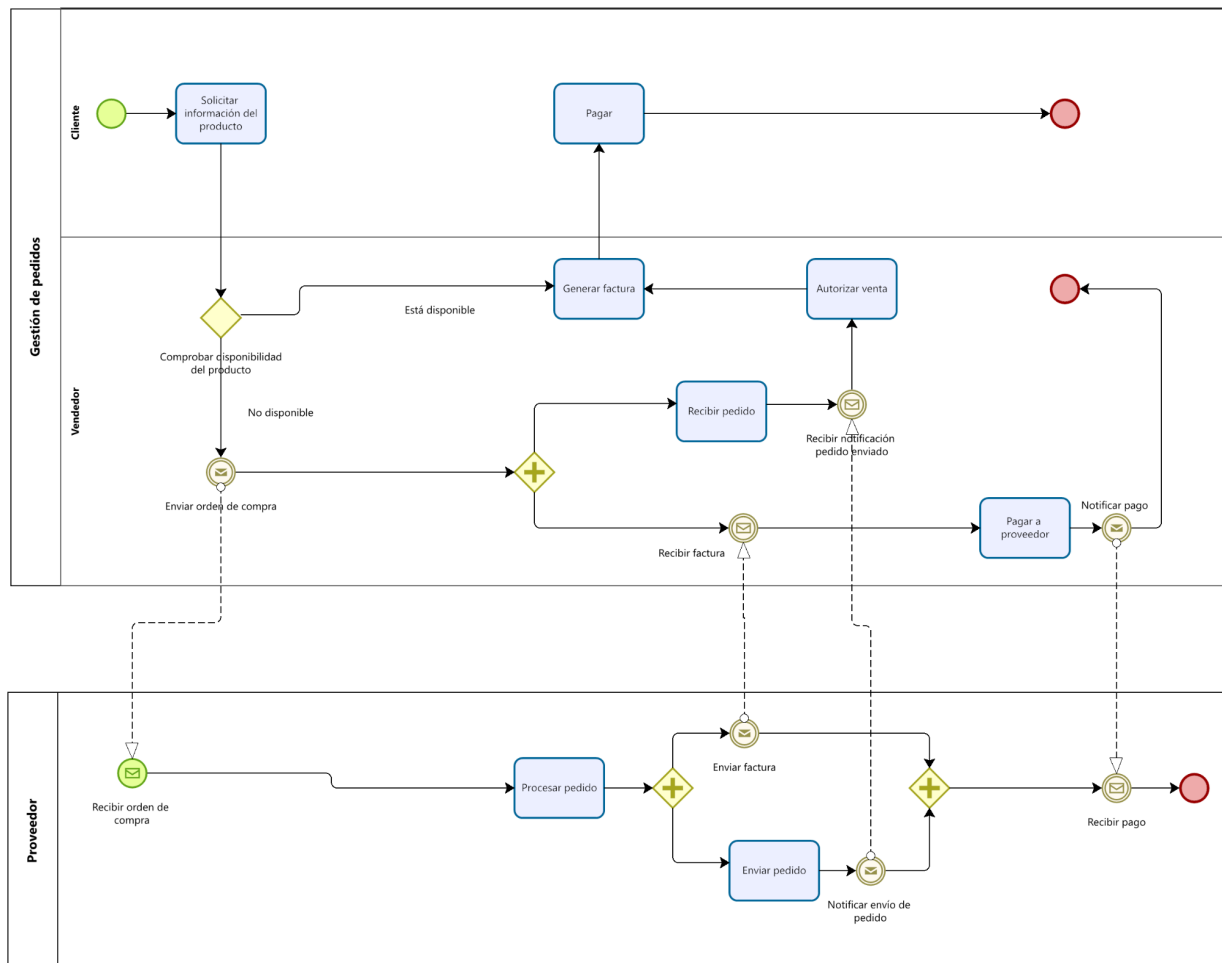 Gestión de pedidos
Cliente
Solicitar
información del
producto
Pagar
Vendedor
Generar factura
Autorizar venta
Está disponible
Comprobar disponibilidad
del producto
No disponible
Recibir pedido
Recibir notificación
pedido enviado
Enviar orden de compra
Recibir factura
Pagar a
proveedor
Notificar pago
Proveedor
Recibir orden de
compra
Procesar pedido
Enviar factura
Enviar pedido
Notificar envío de
pedido
Recibir pago